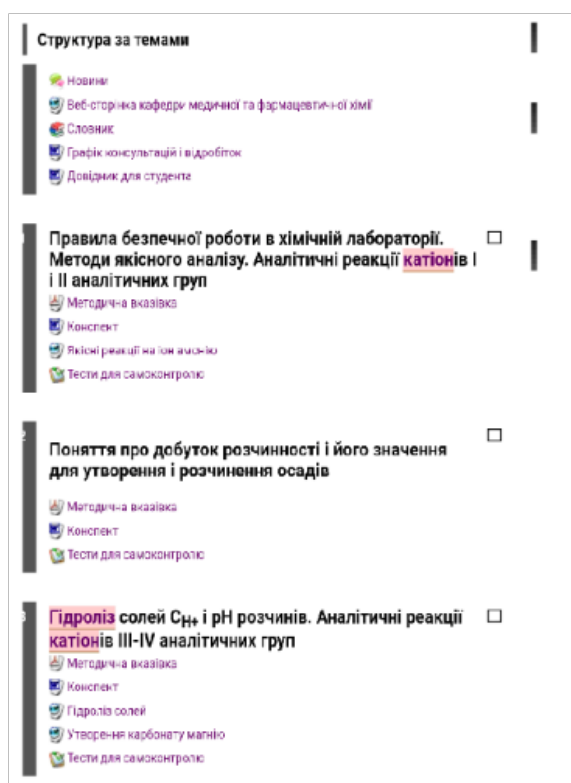 Структура за темами
Новини
Веб-сторінка кафедри медичної та фармацевтичної хімії
Словник
Графік консультацій і відробіток
Довідник для студента
Правила безпечної роботи в хімічній лабораторії.
Методи якісного аналізу. Аналітичні реакції катіонів I
і II аналітичних груп
Методична вказівка
Конспект
Якісні реакції на іон амонію
Тести для самоконтролю
2
Поняття про добуток розчинності і його значення
для утворення і розчинення осадів
Методична вказівка
Конспект
Тести для самоконтролю
3
Гідроліз солей CH+ і pH розчинів. Аналітичні реакції
катіонів III-IV аналітичних груп
Методична вказівка
Конспект
Гідроліз солей
Утворення карбонату магнію
Тести для самоконтролю